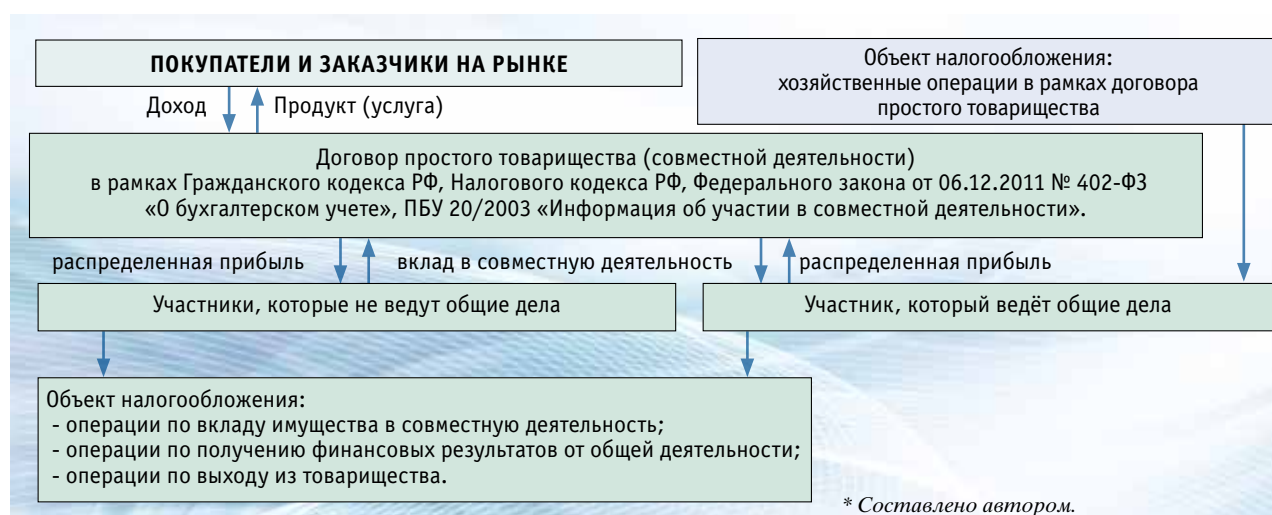 ПОКУПАТЕЛИ И ЗАКАЗЧИКИ НА РЫНКЕ
Объект налогообложения:
хозяйственные операции в рамках договора
простого товарищества
Доход
Продукт (услуга)
Договор простого товарищества (совместной деятельности)
в рамках Гражданского кодекса РФ, Налогового кодекса РФ, Федерального закона от 06.12.2011 № 402-ФЗ
«О бухгалтерском учете», ПБУ 20/2003 «Информация об участии в совместной деятельности».
распределенная прибыль
вклад в совместную деятельность
распределенная прибыль
Участники, которые не ведут общие дела
Участник, который ведёт общие дела
Объект налогообложения:
- операции по вкладу имущества в совместную деятельность;
- операции по получению финансовых результатов от общей деятельности;
- операции по выходу из товарищества.
* Составлено автором.